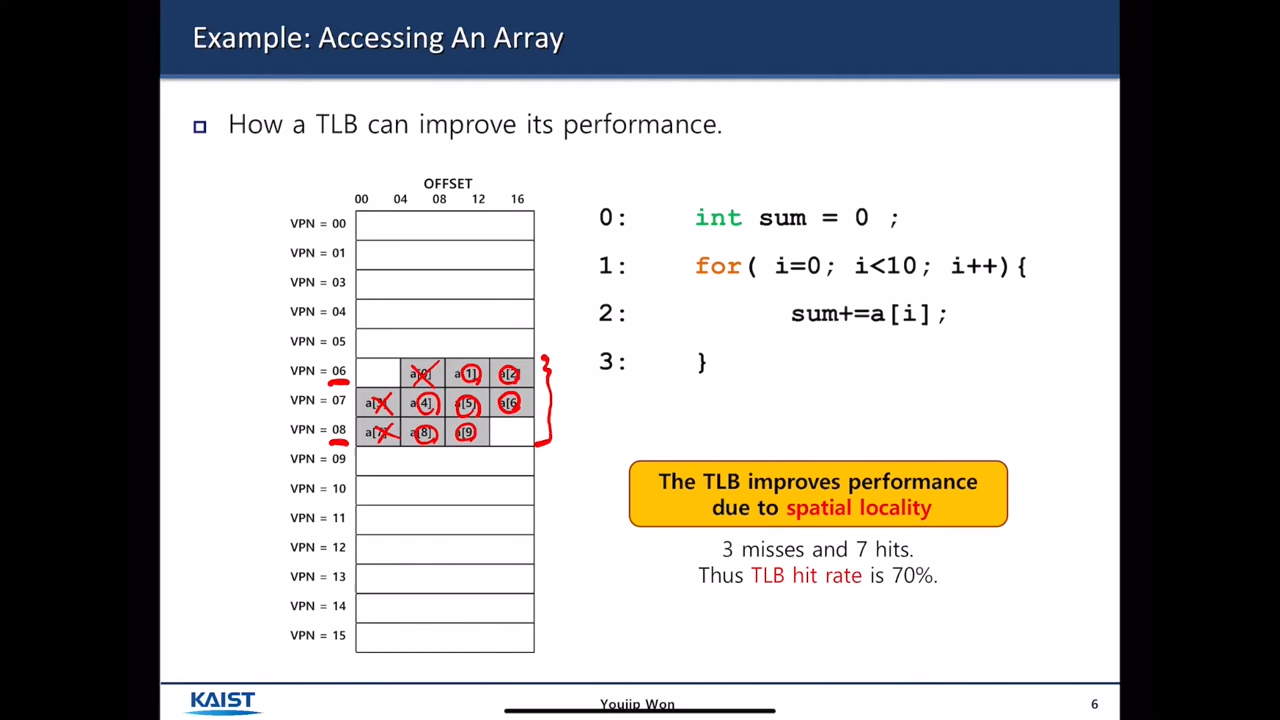 Example: Accessing An Array
How a TLB can improve its performance.
OFFSET
00 04 08 12 16
VPN = 00
VPN = 01
VPN = 03
VPN = 04
VPN = 05
VPN = 06 a[0] a[1] a[2]
VPN = 07 a[3] a[4] a[5] a[6]
VPN = 08 a[7] a[8] a[9]
VPN = 09
VPN = 10
VPN = 11
VPN = 12
VPN = 13
VPN = 14
VPN = 15
0: int sum = 0 ;
1: for( i=0; i<10; i++){
2: sum+=a[i];
3: }
The TLB improves performance
due to spatial locality
3 misses and 7 hits.
Thus TLB hit rate is 70%.
KAIST
Youjip Won
6